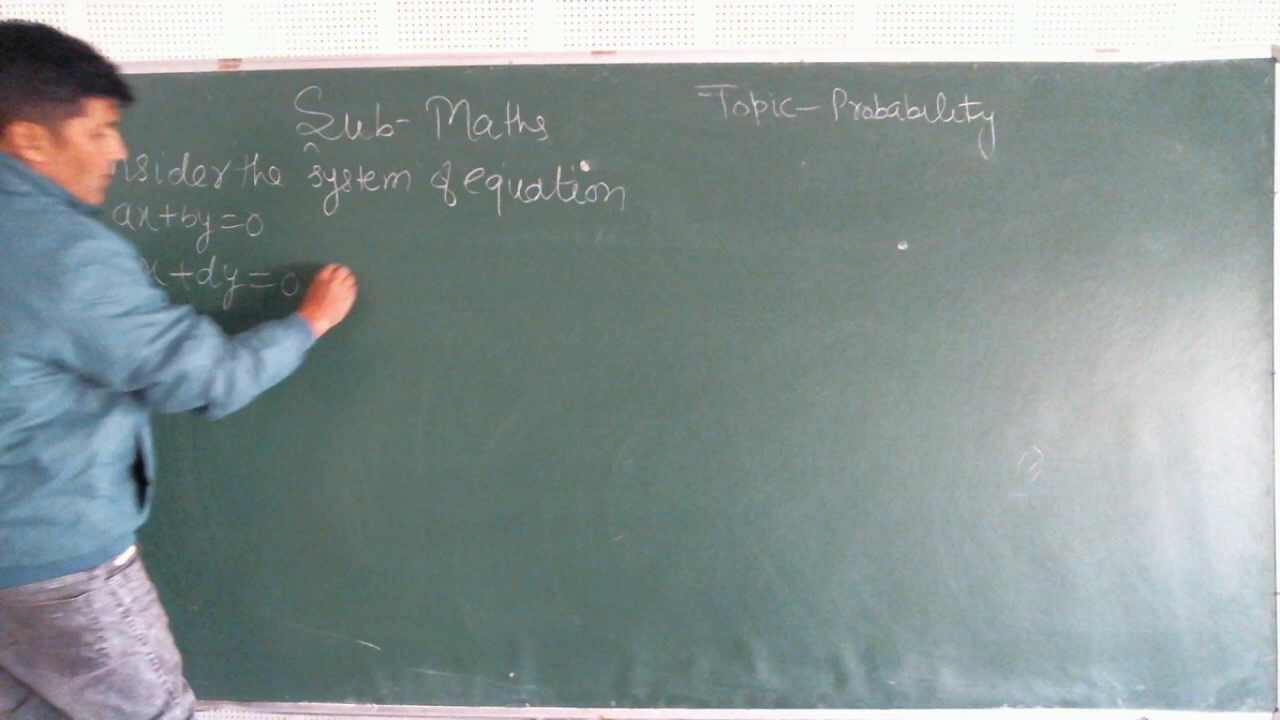 Sub- Maths
Topic- Probability
nsider the system of equation
ax+by=0
x+dy=0